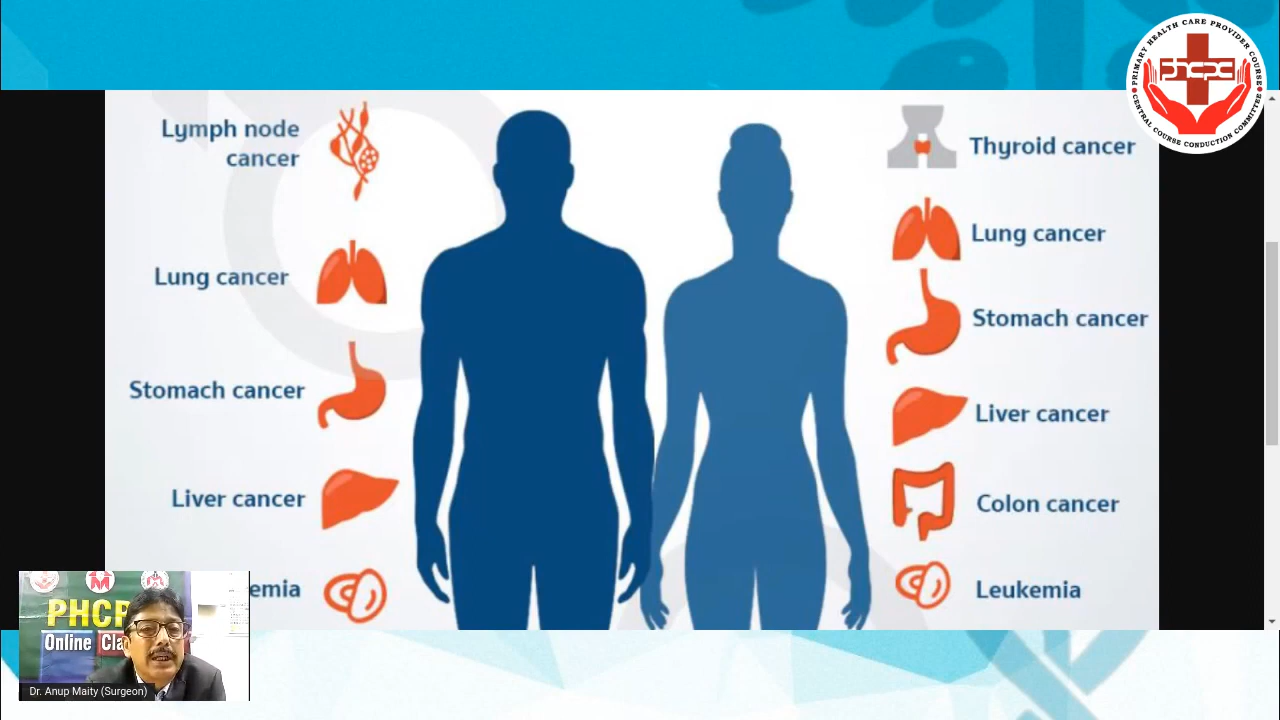 PRIMARY HEALTH CARE PROVIDER COURSE
phcpc
CENTRAL COURSE CONDUCTION COMMITTEE
Lymph node
cancer
Lung cancer
Stomach cancer
Liver cancer
emia
Thyroid cancer
Lung cancer
Stomach cancer
Liver cancer
Colon cancer
Leukemia
PHCP
Online Cla
Dr. Anup Maity (Surgeon)